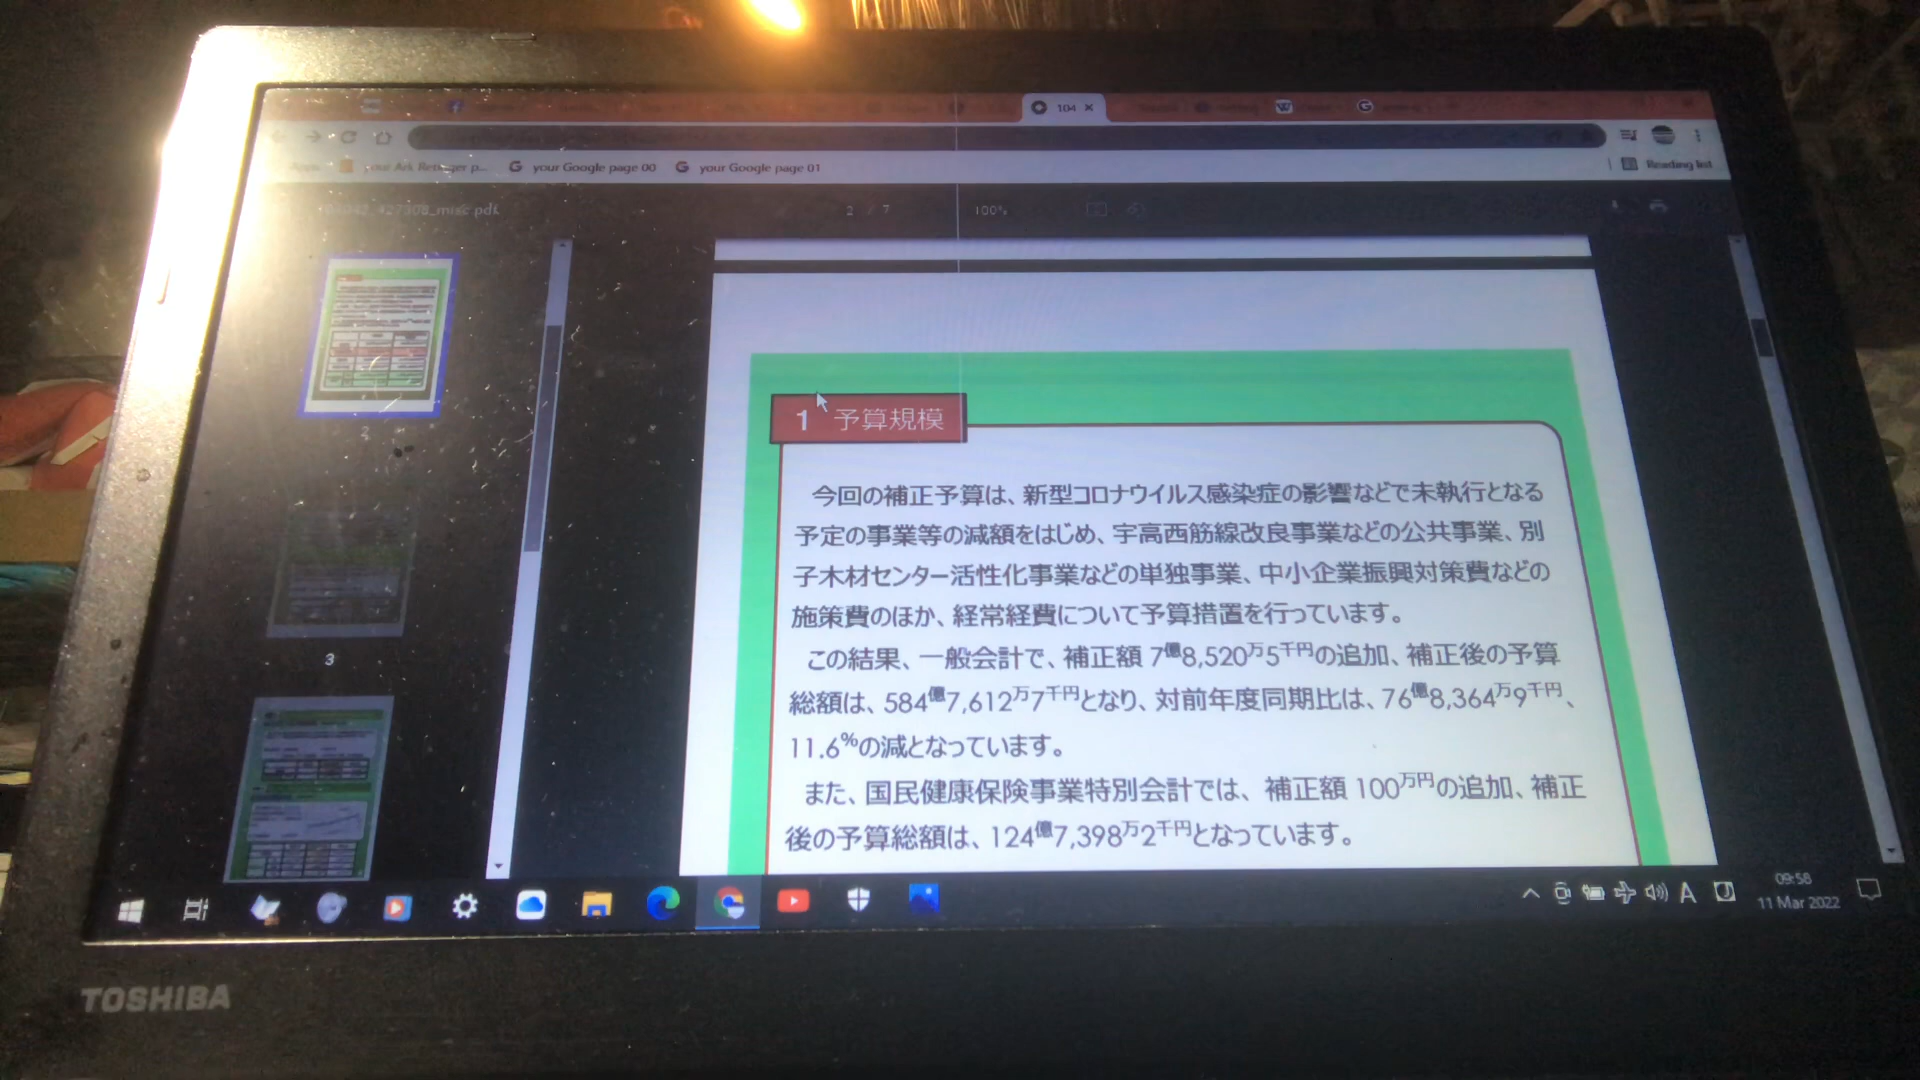 104
your Google page 00
your Google page 01
Reading list
2 / 7
100%
2
3
1 予算規模
今回の補正予算は、新型コロナウイルス感染症の影響などで未執行となる
予定の事業等の減額をはじめ、宇高西筋線改良事業などの公共事業、別
子木材センター活性化事業などの単独事業、中小企業振興対策費などの
施策費のほか、経常経費について予算措置を行っています。
この結果、一般会計で、補正額 7億8,520万5千円の追加、補正後の予算
総額は、584億7,612万7千円となり、対前年度同期比は、76億8,364万9千円、
11.6%の減となっています。
また、国民健康保険事業特別会計では、補正額 100万円の追加、補正
後の予算総額は、124億7,398万2千円となっています。
A
09:58
11 Mar 2022
TOSHIBA